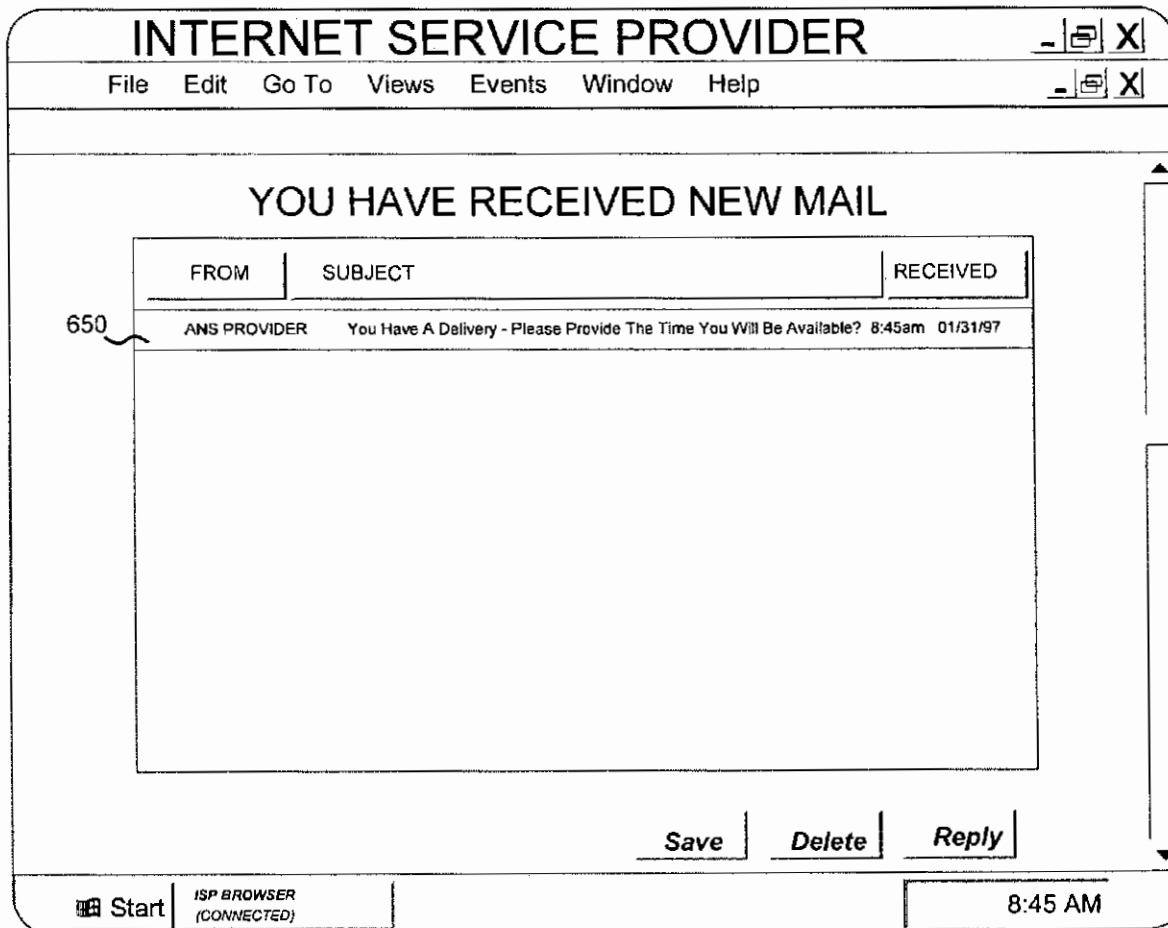 INTERNET SERVICE PROVIDER - X
File Edit Go To Views Events Window Help - X
YOU HAVE RECEIVED NEW MAIL
FROM SUBJECT RECEIVED
650 ANS PROVIDER You Have A Delivery - Please Provide The Time You Will Be Available? 8:45am 01/31/97
Save Delete Reply
Start ISP BROWSER 8:45 AM
(CONNECTED)